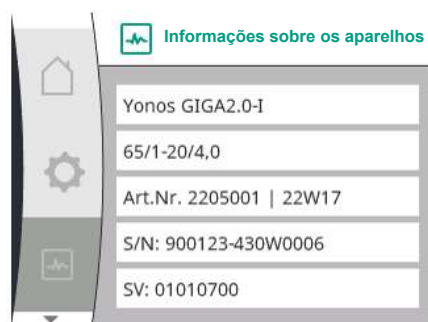 Informações sobre os aparelhos
Yonos GIGA2.0-I
65/1-20/4,0
Art.Nr. 2205001 | 22W17
S/N: 900123-430W0006
SV: 01010700